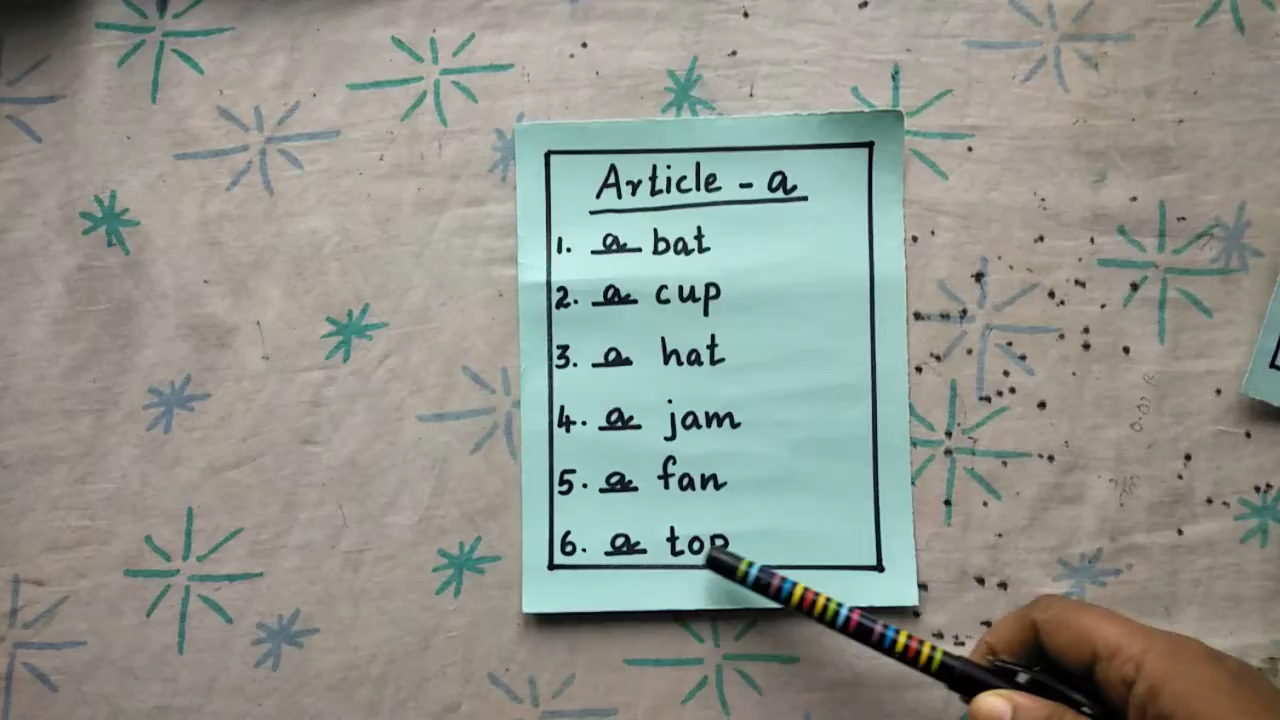 Article - a
1. a bat
2. a cup
3. a hat
4. a jam
5. a fan
6. a top